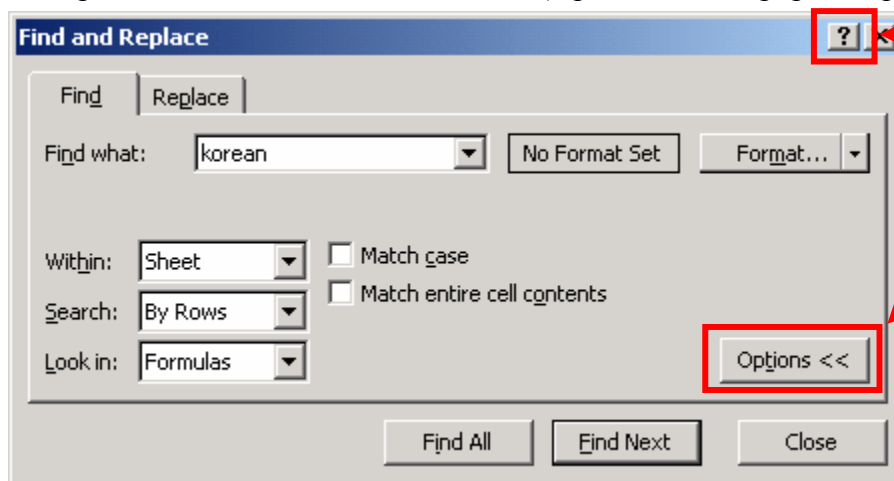 Find and Replace ?
Find Replace
Find what: korean No Format Set Format...
Within: Sheet Match case
Match entire cell contents
Search: By Rows
Look in: Formulas Options <<
Find All Find Next Close